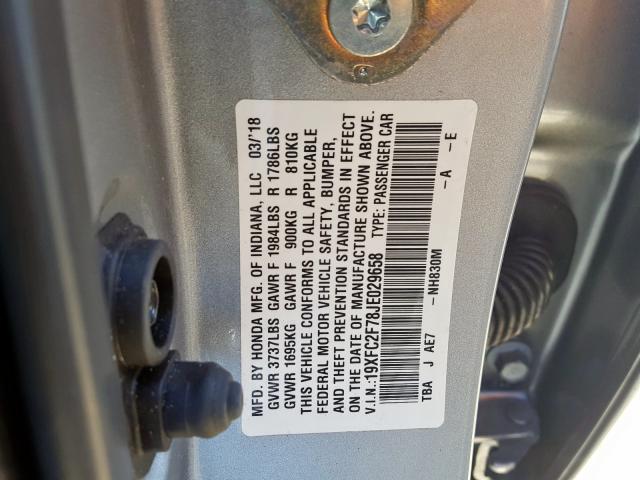 MFD. BY HONDA MFG. OF INDIANA, LLC 03/'18
GVWR 3737LBS GAWR F 1984LBS R 1786LBS
GVWR 1695KG GAWR F 900KG R 810KG
THIS VEHICLE CONFORMS TO ALL APPLICABLE
FEDERAL MOTOR VEHICLE SAFETY, BUMPER,
AND THEFT PREVENTION STANDARDS IN EFFECT
ON THE DATE OF MANUFACTURE SHOWN ABOVE.
V.I.N.:19XFC2F78JE029658 TYPE: PASSENGER CAR
TBA J AE7 -NH830M -A -E